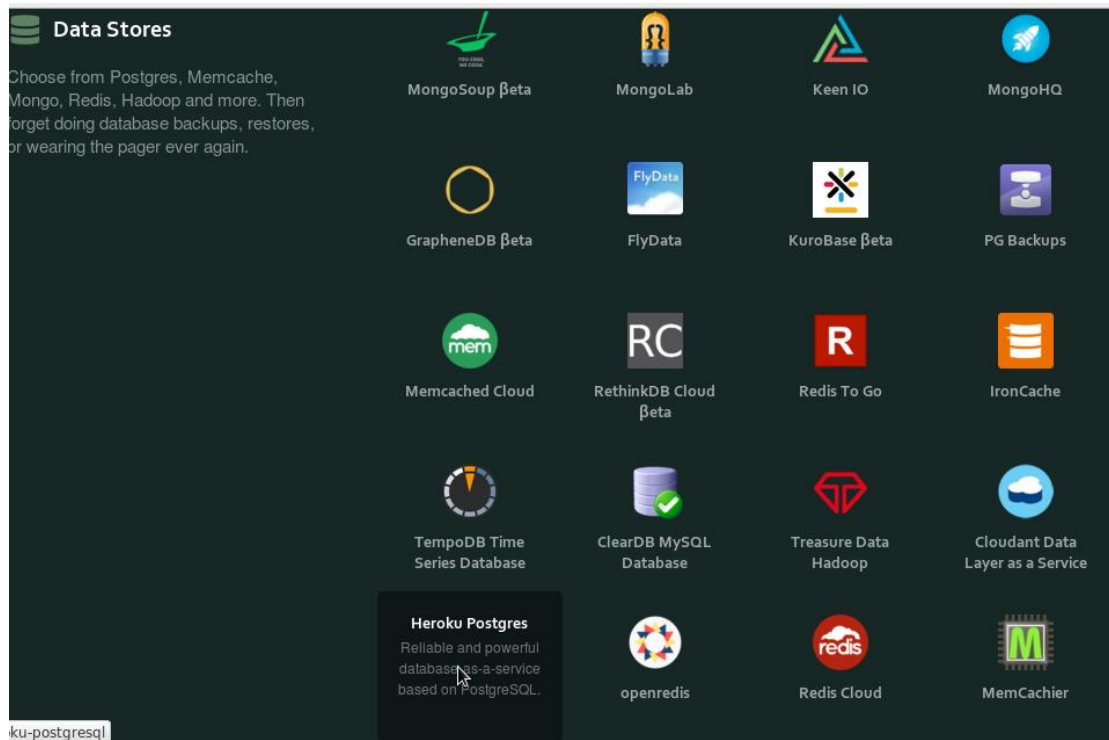 Data Stores
Choose from Postgres, Memcache,
Mongo, Redis, Hadoop and more. Then
forget doing database backups, restores,
or wearing the pager ever again.
YOU FEED,
WE COOK.
MongoSoup βeta
MongoLab
Keen IO
MongoHQ
FlyData
GrapheneDB βeta
FlyData
KuroBase βeta
PG Backups
mem
RC
R
Memcached Cloud
RethinkDB Cloud
βeta
Redis To Go
IronCache
TempoDB Time
Series Database
ClearDB MySQL
Database
Treasure Data
Hadoop
Cloudant Data
Layer as a Service
Heroku Postgres
Reliable and powerful
database-as-a-service
based on PostgreSQL.
openredis
redis
Redis Cloud
M
MemCachier
ku-postgresql